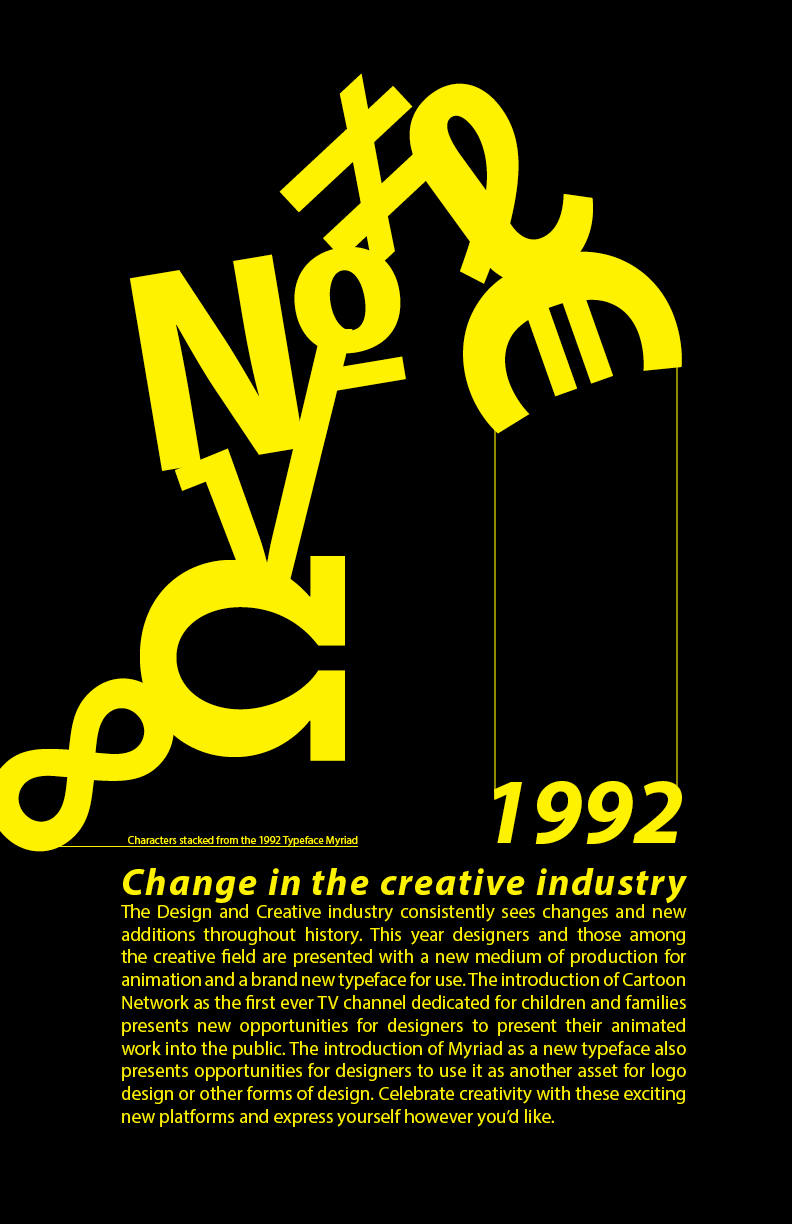 ≠
ℓ
№
€
√
Ω
∞
Characters stacked from the 1992 Typeface Myriad
1992
Change in the creative industry
The Design and Creative industry consistently sees changes and new
additions throughout history. This year designers and those among
the creative field are presented with a new medium of production for
animation and a brand new typeface for use. The introduction of Cartoon
Network as the first ever TV channel dedicated for children and families
presents new opportunities for designers to present their animated
work into the public. The introduction of Myriad as a new typeface also
presents opportunities for designers to use it as another asset for logo
design or other forms of design. Celebrate creativity with these exciting
new platforms and express yourself however you’d like.